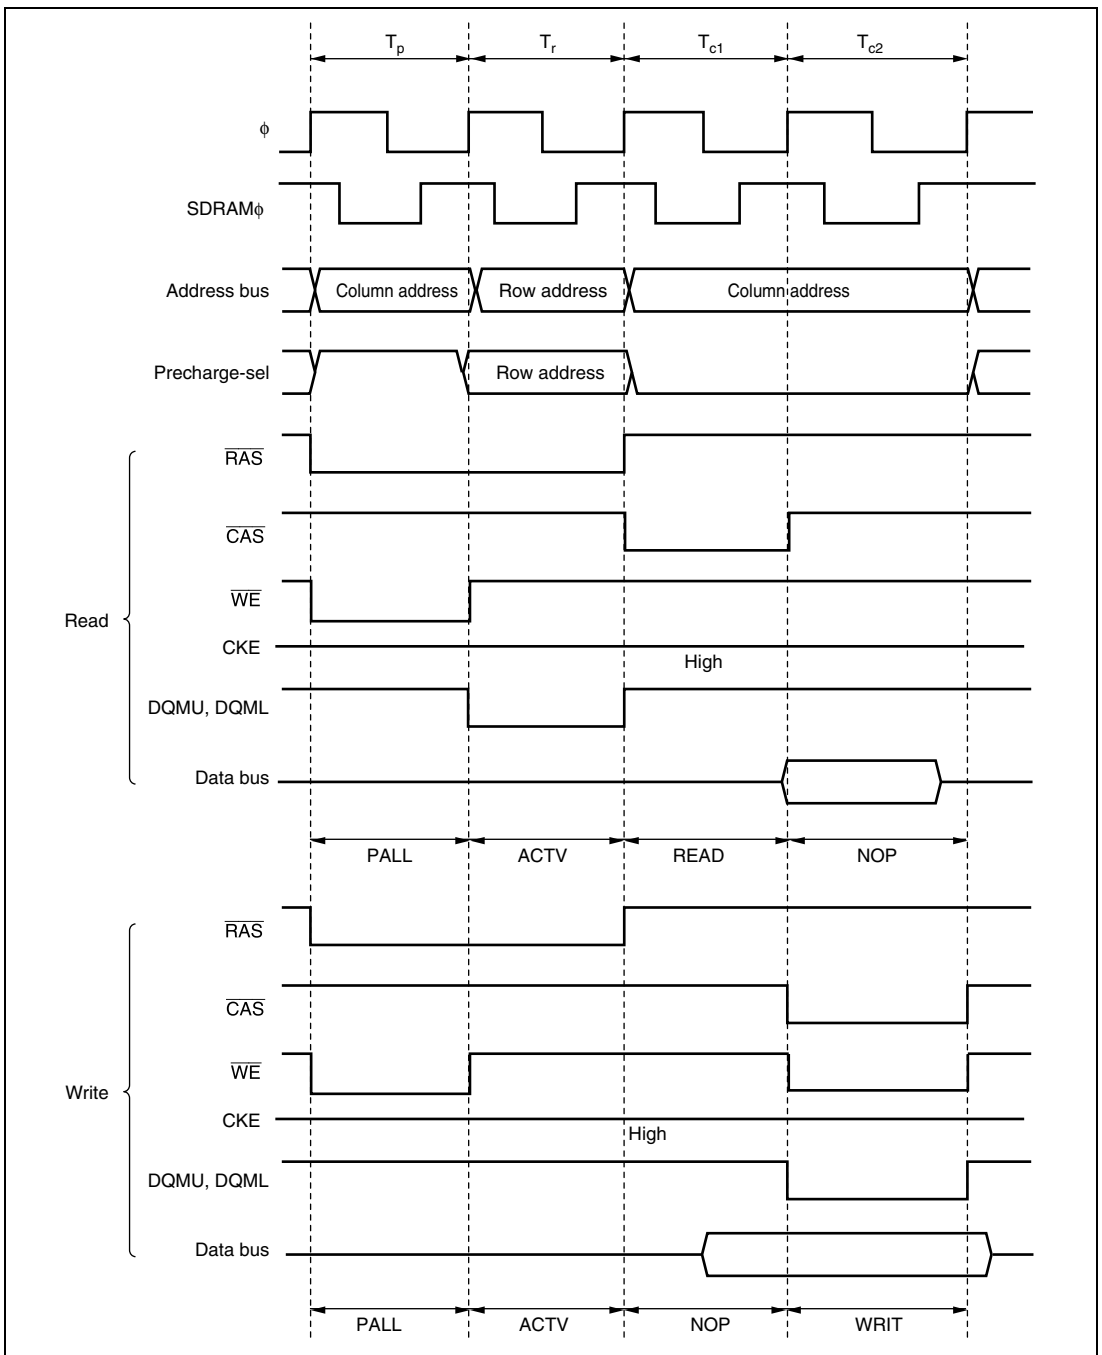 Tp Tr Tc1 Tc2
ϕ
SDRAMϕ
Address bus Column address Row address Column address
Precharge-sel Row address
RAS
CAS
WE
Read
CKE
High
DQMU, DQML
Data bus
PALL ACTV READ NOP
RAS
CAS
WE
Write
CKE
High
DQMU, DQML
Data bus
PALL ACTV NOP WRIT